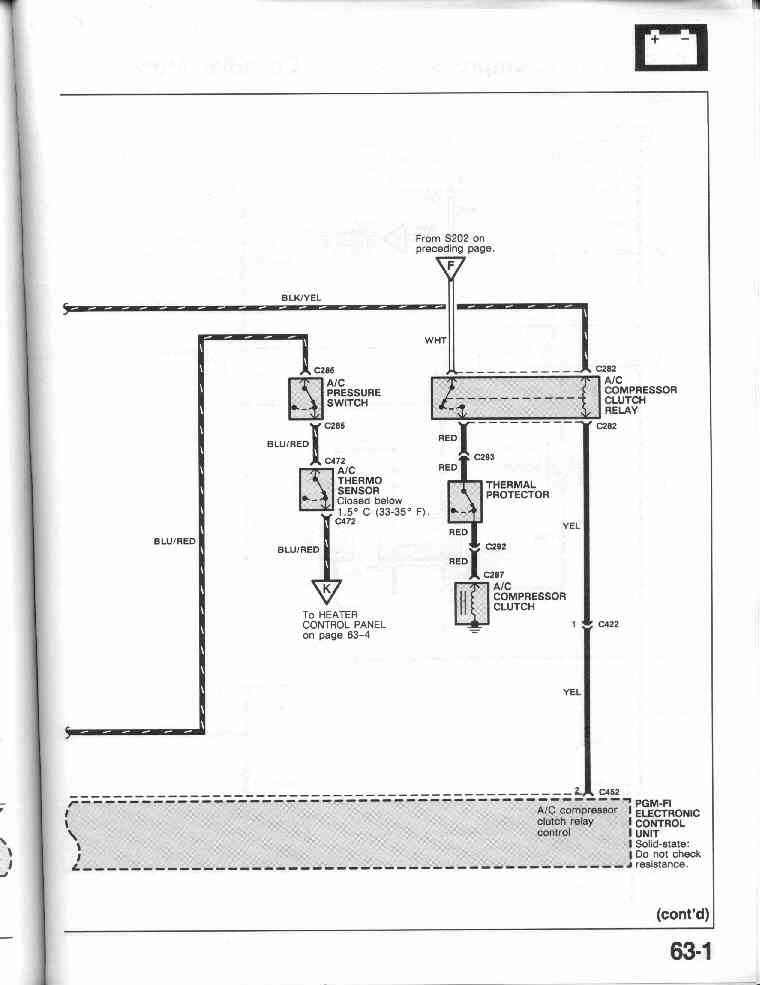 + -
From S202 on
preceding page.
F
BLK/YEL
WHT
C286
A/C
PRESSURE
SWITCH
C285
BLU/RED
C472
A/C
THERMO
SENSOR
Closed below
1.5° C (33-35° F).
C472
BLU/RED
K
To HEATER
CONTROL PANEL
on page 63-4
BLU/RED
C282
A/C
COMPRESSOR
CLUTCH
RELAY
C282
RED
C293
RED
THERMAL
PROTECTOR
RED
C292
RED
C287
A/C
COMPRESSOR
CLUTCH
YEL
1 C422
YEL
2 C452
A/C compressor
clutch relay
control
PGM-FI
ELECTRONIC
CONTROL
UNIT
Solid-state:
Do not check
resistance.
(cont'd)
63-1